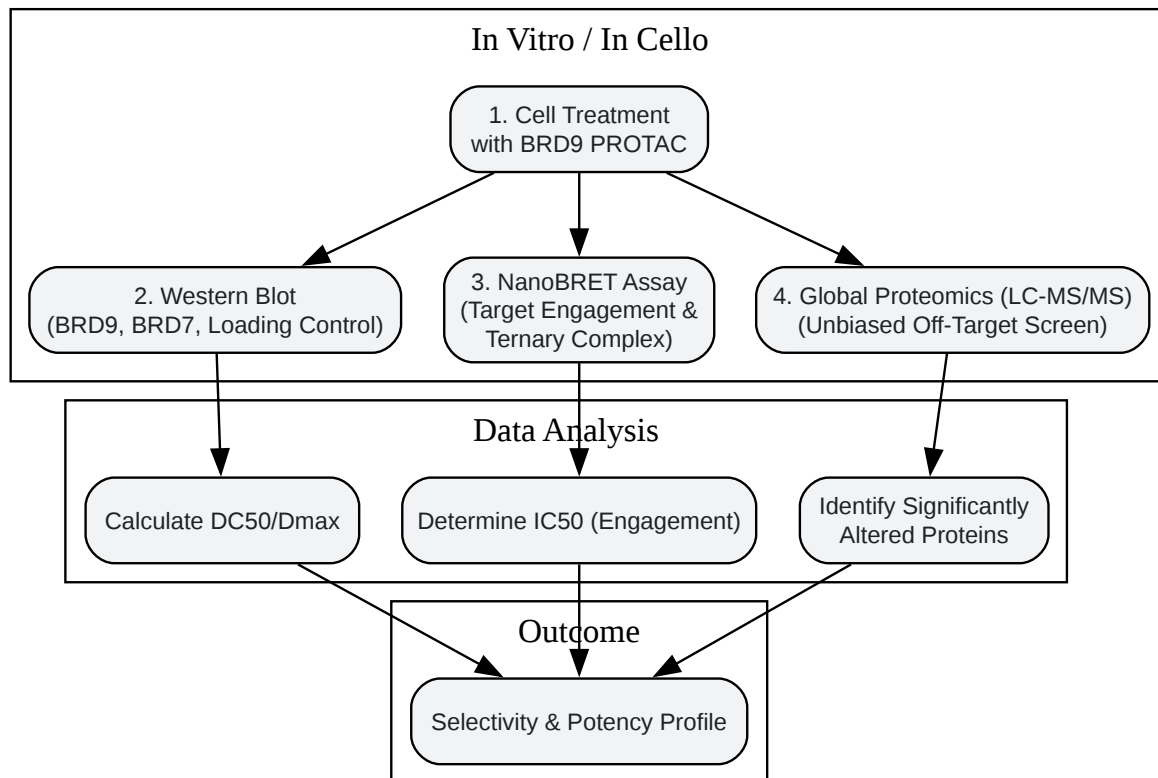 In Vitro / In Cello
1. Cell Treatment
with BRD9 PROTAC
2. Western Blot
(BRD9, BRD7, Loading Control)
3. NanoBRET Assay
(Target Engagement &
Ternary Complex)
4. Global Proteomics (LC-MS/MS)
(Unbiased Off-Target Screen)
Data Analysis
Calculate DC50/Dmax
Determine IC50 (Engagement)
Identify Significantly
Altered Proteins
Outcome
Selectivity & Potency Profile